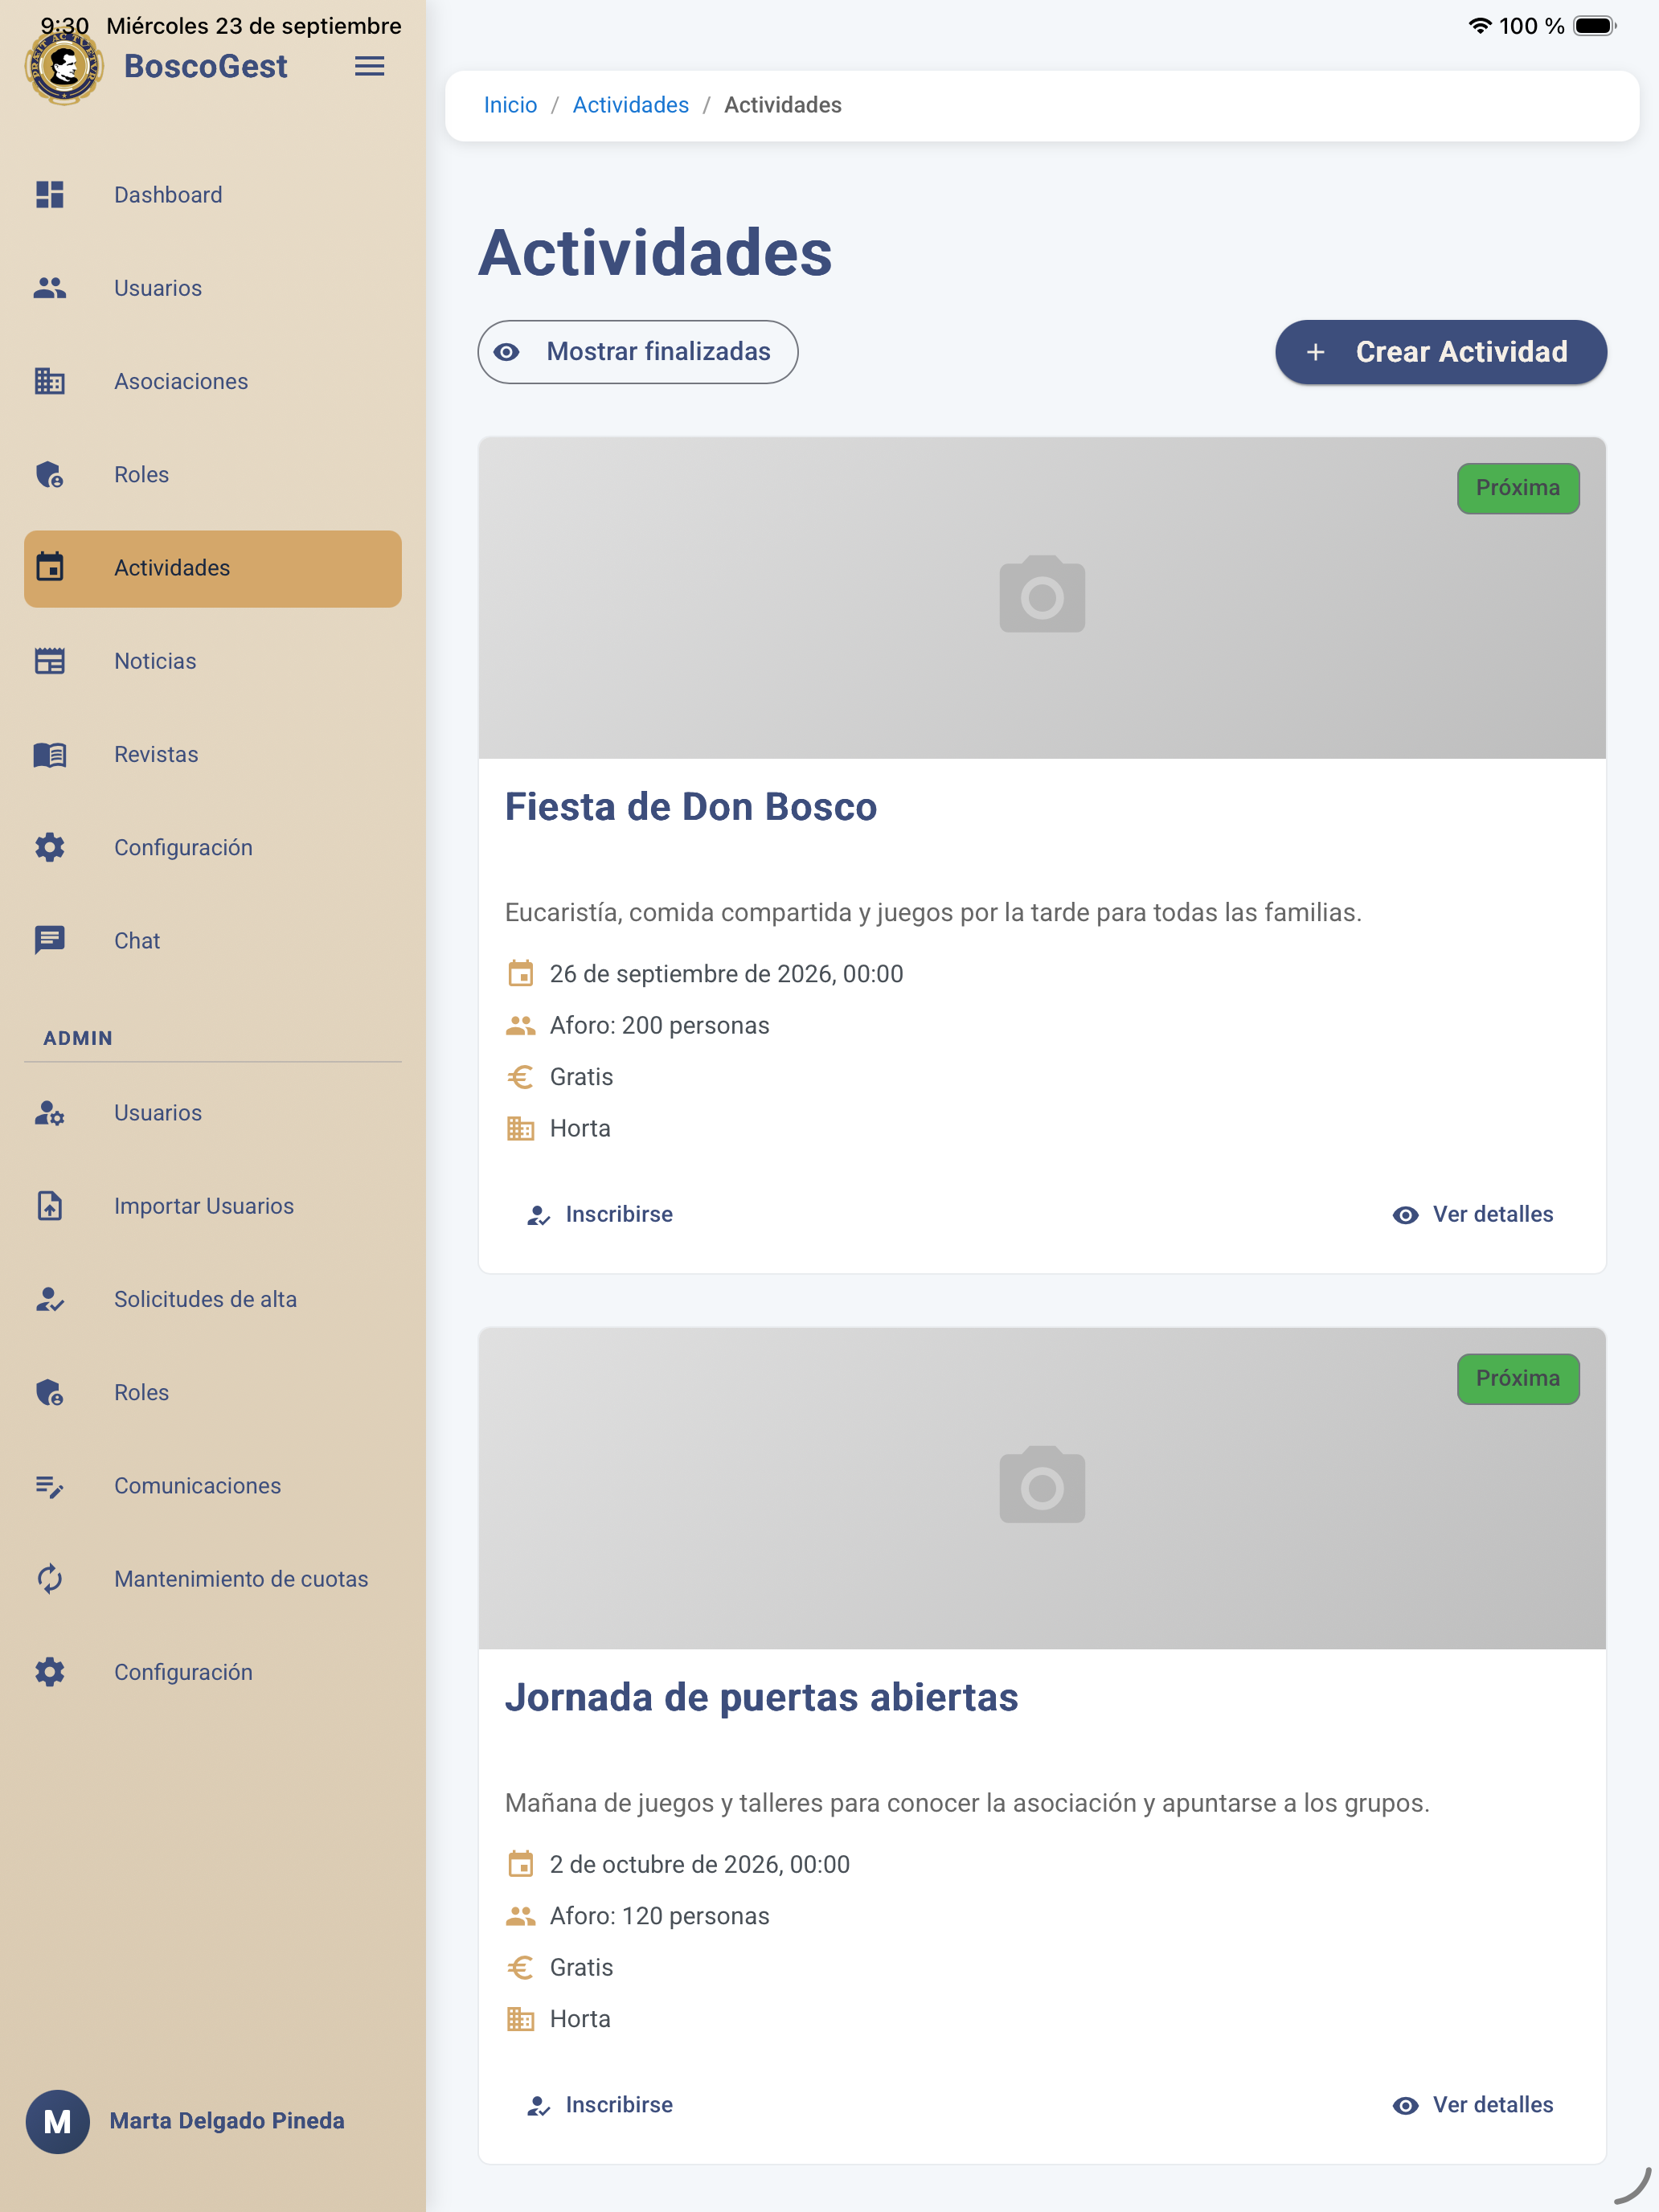 9:30 Miércoles 23 de septiembre
100 %
BoscoGest
Dashboard
Usuarios
Asociaciones
Roles
Actividades
Noticias
Revistas
Configuración
Chat
ADMIN
Usuarios
Importar Usuarios
Solicitudes de alta
Roles
Comunicaciones
Mantenimiento de cuotas
Configuración
M
Marta Delgado Pineda
Inicio / Actividades / Actividades
Actividades
Mostrar finalizadas
+ Crear Actividad
Próxima
Fiesta de Don Bosco
Eucaristía, comida compartida y juegos por la tarde para todas las familias.
26 de septiembre de 2026, 00:00
Aforo: 200 personas
Gratis
Horta
Inscribirse
Ver detalles
Próxima
Jornada de puertas abiertas
Mañana de juegos y talleres para conocer la asociación y apuntarse a los grupos.
2 de octubre de 2026, 00:00
Aforo: 120 personas
Gratis
Horta
Inscribirse
Ver detalles